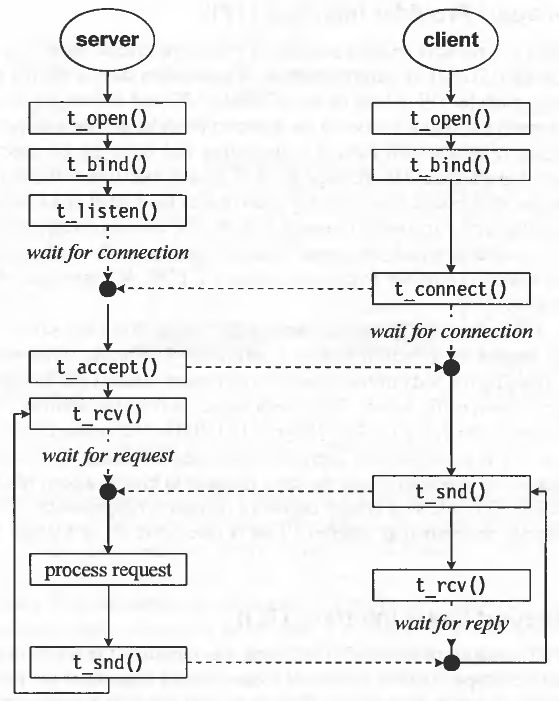 server
client
t_open()
t_open()
t_bind()
t_bind()
t_listen()
wait for connection
t_connect()
wait for connection
t_accept()
t_rcv()
wait for request
t_snd()
process request
t_rcv()
wait for reply
t_snd()